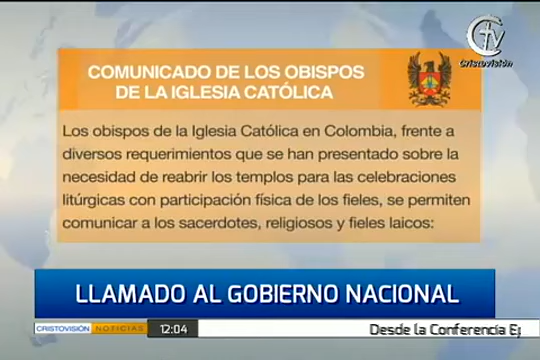 CTV
Cristovisión
COMUNICADO DE LOS OBISPOS
DE LA IGLESIA CATÓLICA
Los obispos de la Iglesia Católica en Colombia, frente a
diversos requerimientos que se han presentado sobre la
necesidad de reabrir los templos para las celebraciones
litúrgicas con participación física de los fieles, se permiten
comunicar a los sacerdotes, religiosos y fieles laicos:
LLAMADO AL GOBIERNO NACIONAL
CRISTOVISIÓN NOTICIAS 12:04 Desde la Conferencia Ep